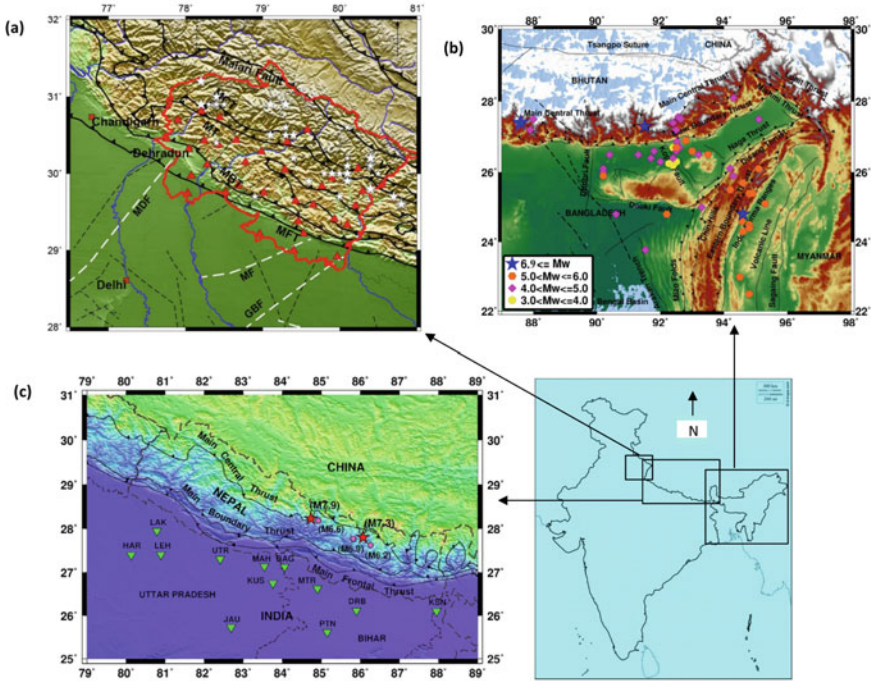 (a)
77° 78° 79° 80° 81°
32°
31°
30°
29°
28°
Malari Fault
Chandigarh
Dehradun
MBT
MFT
MDF
MF
GBF
Delhi
(b)
88° 90° 92° 94° 96° 98°
30°
28°
26°
24°
22°
Tsangpo Suture
CHINA
BHUTAN
Main Central Thrust
Main Central Thrust
Naga Thrust
BANGLADESH
Volcanic Line
Sagaing Fault
MYANMAR
Bengal Basin
6.9<= Mw
5.0<Mw<=6.0
4.0<Mw<=5.0
3.0<Mw<=4.0
(c)
79° 80° 81° 82° 83° 84° 85° 86° 87° 88° 89°
31°
30°
29°
28°
27°
26°
25°
Main Central Thrust
CHINA
NEPAL
(M7.9)
(M6.6)
(M7.3)
(M6.2)
Main Boundary Thrust
Main Frontal Thrust
LAK
HAR
LEH
UTR
MAH
BAG
KUS
MTR
DRB
KSN
JAU
PTN
UTTAR PRADESH
INDIA
BIHAR
N